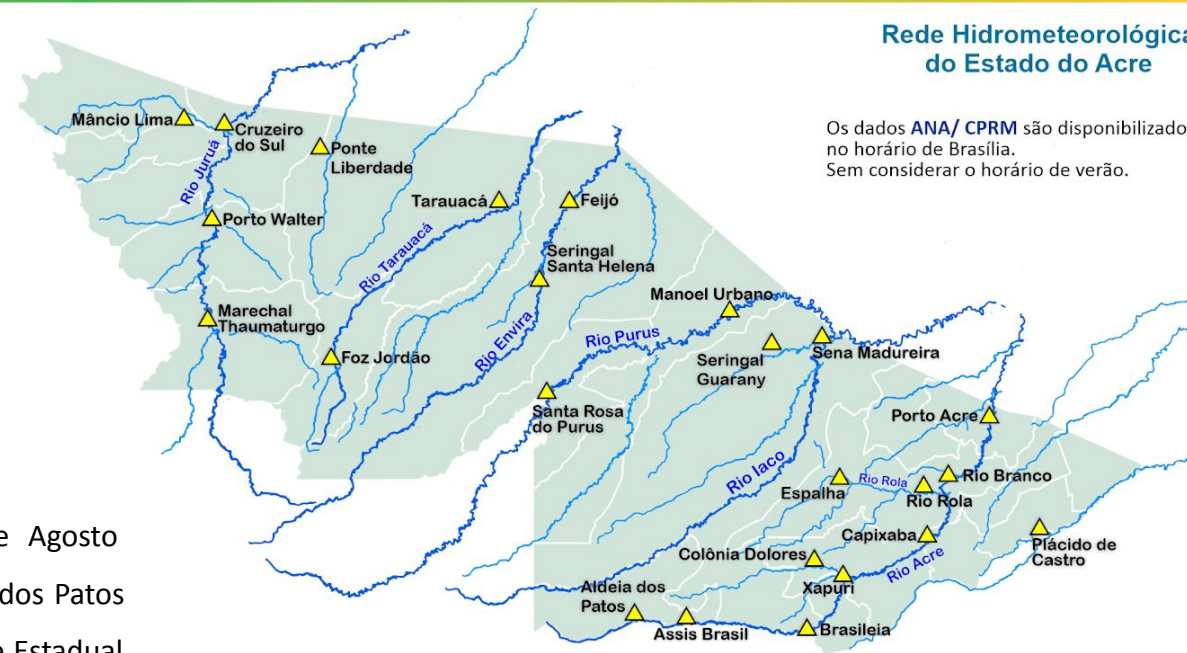 Rede Hidrometeorológica
do Estado do Acre
Os dados ANA/ CPRM são disponibilizado
no horário de Brasília.
Sem considerar o horário de verão.
Mâncio Lima
Cruzeiro
do Sul
Ponte
Liberdade
Rio Juruá
Porto Walter
Tarauacá
Feijó
Rio Tarauacá
Seringal
Santa Helena
Marechal
Thaumaturgo
Foz Jordão
Rio Envira
Manoel Urbano
Rio Purus
Seringal
Guarany
Sena Madureira
Santa Rosa
do Purus
Porto Acre
Rio Iaco
Espalha
Rio Rola
Rio Branco
Rio Rola
Capixaba
Plácido de
Castro
Colônia Dolores
Rio Acre
Xapuri
Aldeia dos
Patos
Assis Brasil
Brasileia
e Agosto
dos Patos
e Estadual